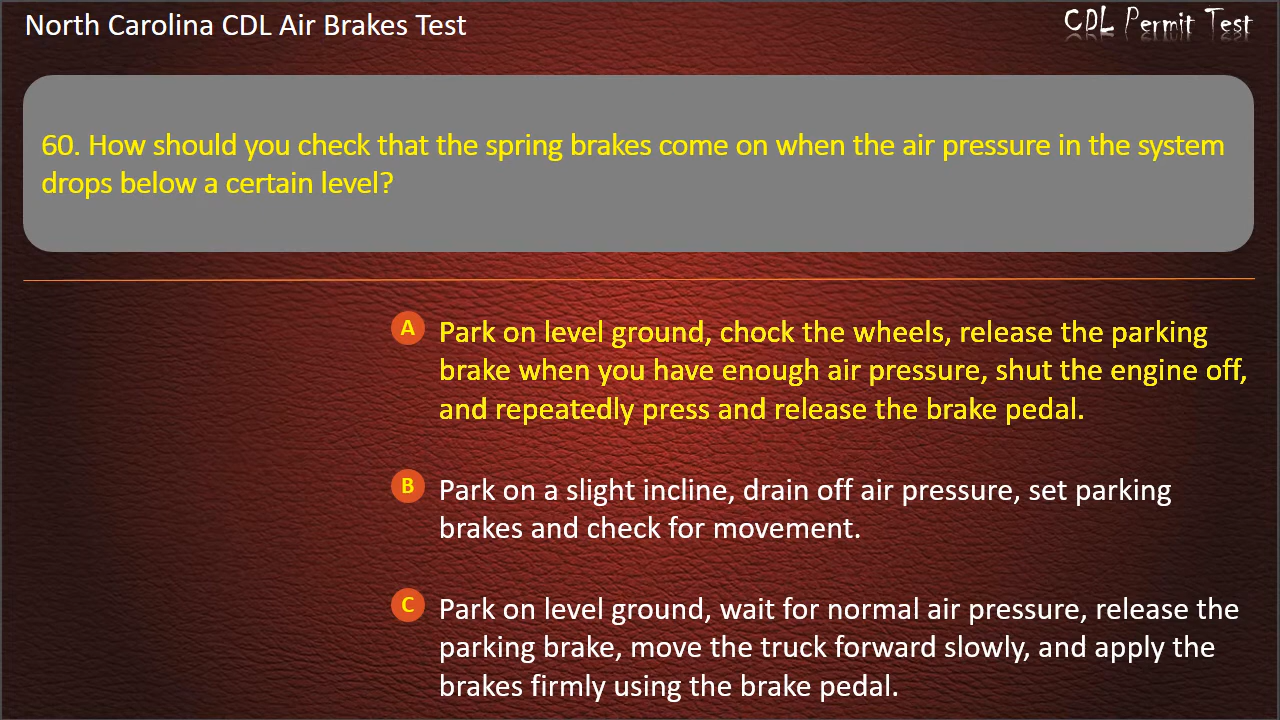 North Carolina CDL Air Brakes Test
CDL Permit Test
60. How should you check that the spring brakes come on when the air pressure in the system
drops below a certain level?
A Park on level ground, chock the wheels, release the parking
brake when you have enough air pressure, shut the engine off,
and repeatedly press and release the brake pedal.
B Park on a slight incline, drain off air pressure, set parking
brakes and check for movement.
C Park on level ground, wait for normal air pressure, release the
parking brake, move the truck forward slowly, and apply the
brakes firmly using the brake pedal.